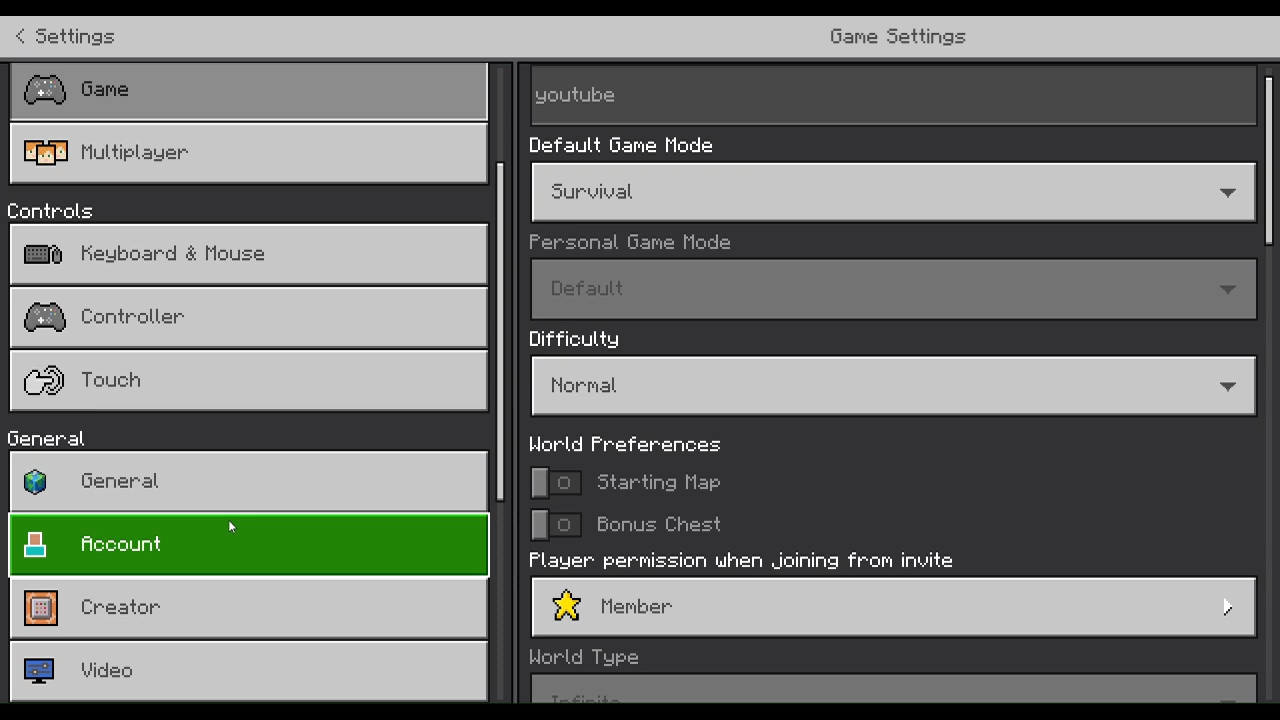 Settings
Game Settings
Game
Multiplayer
Controls
Keyboard & Mouse
Controller
Touch
General
General
Account
Creator
Video
youtube
Default Game Mode
Survival
Personal Game Mode
Default
Difficulty
Normal
World Preferences
Starting Map
Bonus Chest
Player permission when joining from invite
Member
World Type
Infinite